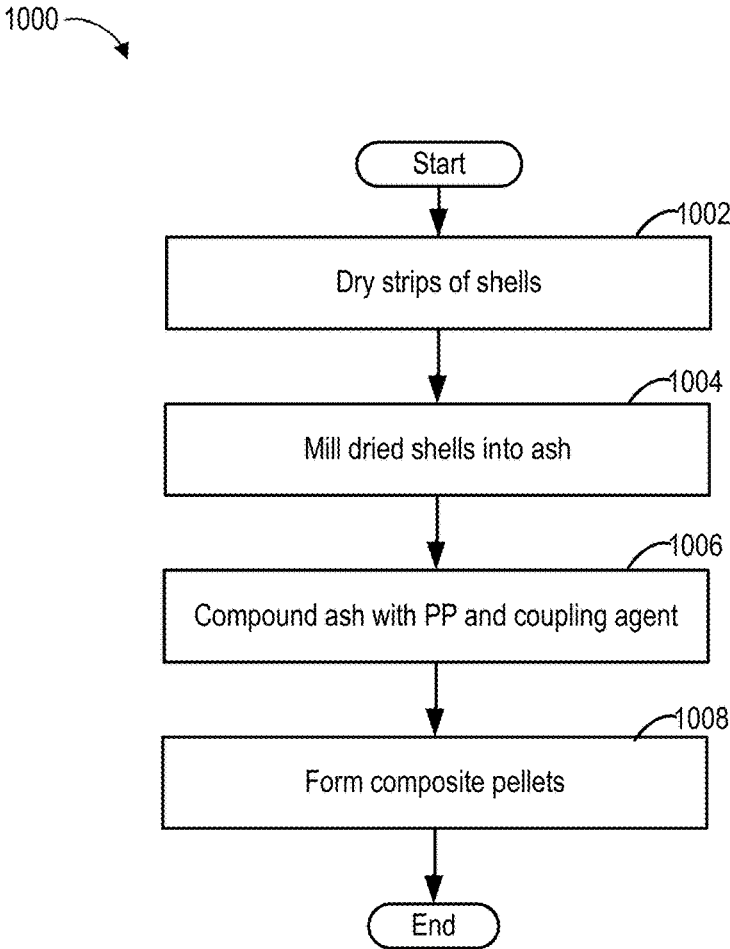 1000
Start
1002
Dry strips of shells
1004
Mill dried shells into ash
1006
Compound ash with PP and coupling agent
1008
Form composite pellets
End